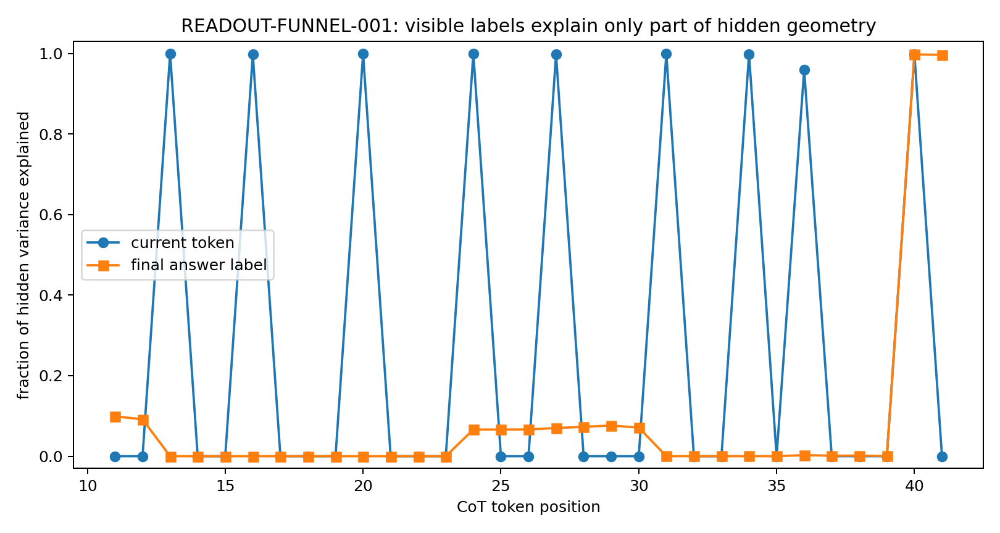 READOUT-FUNNEL-001: visible labels explain only part of hidden geometry
fraction of hidden variance explained
1.0
0.8
0.6
0.4
0.2
0.0
current token
final answer label
10 15 20 25 30 35 40
CoT token position